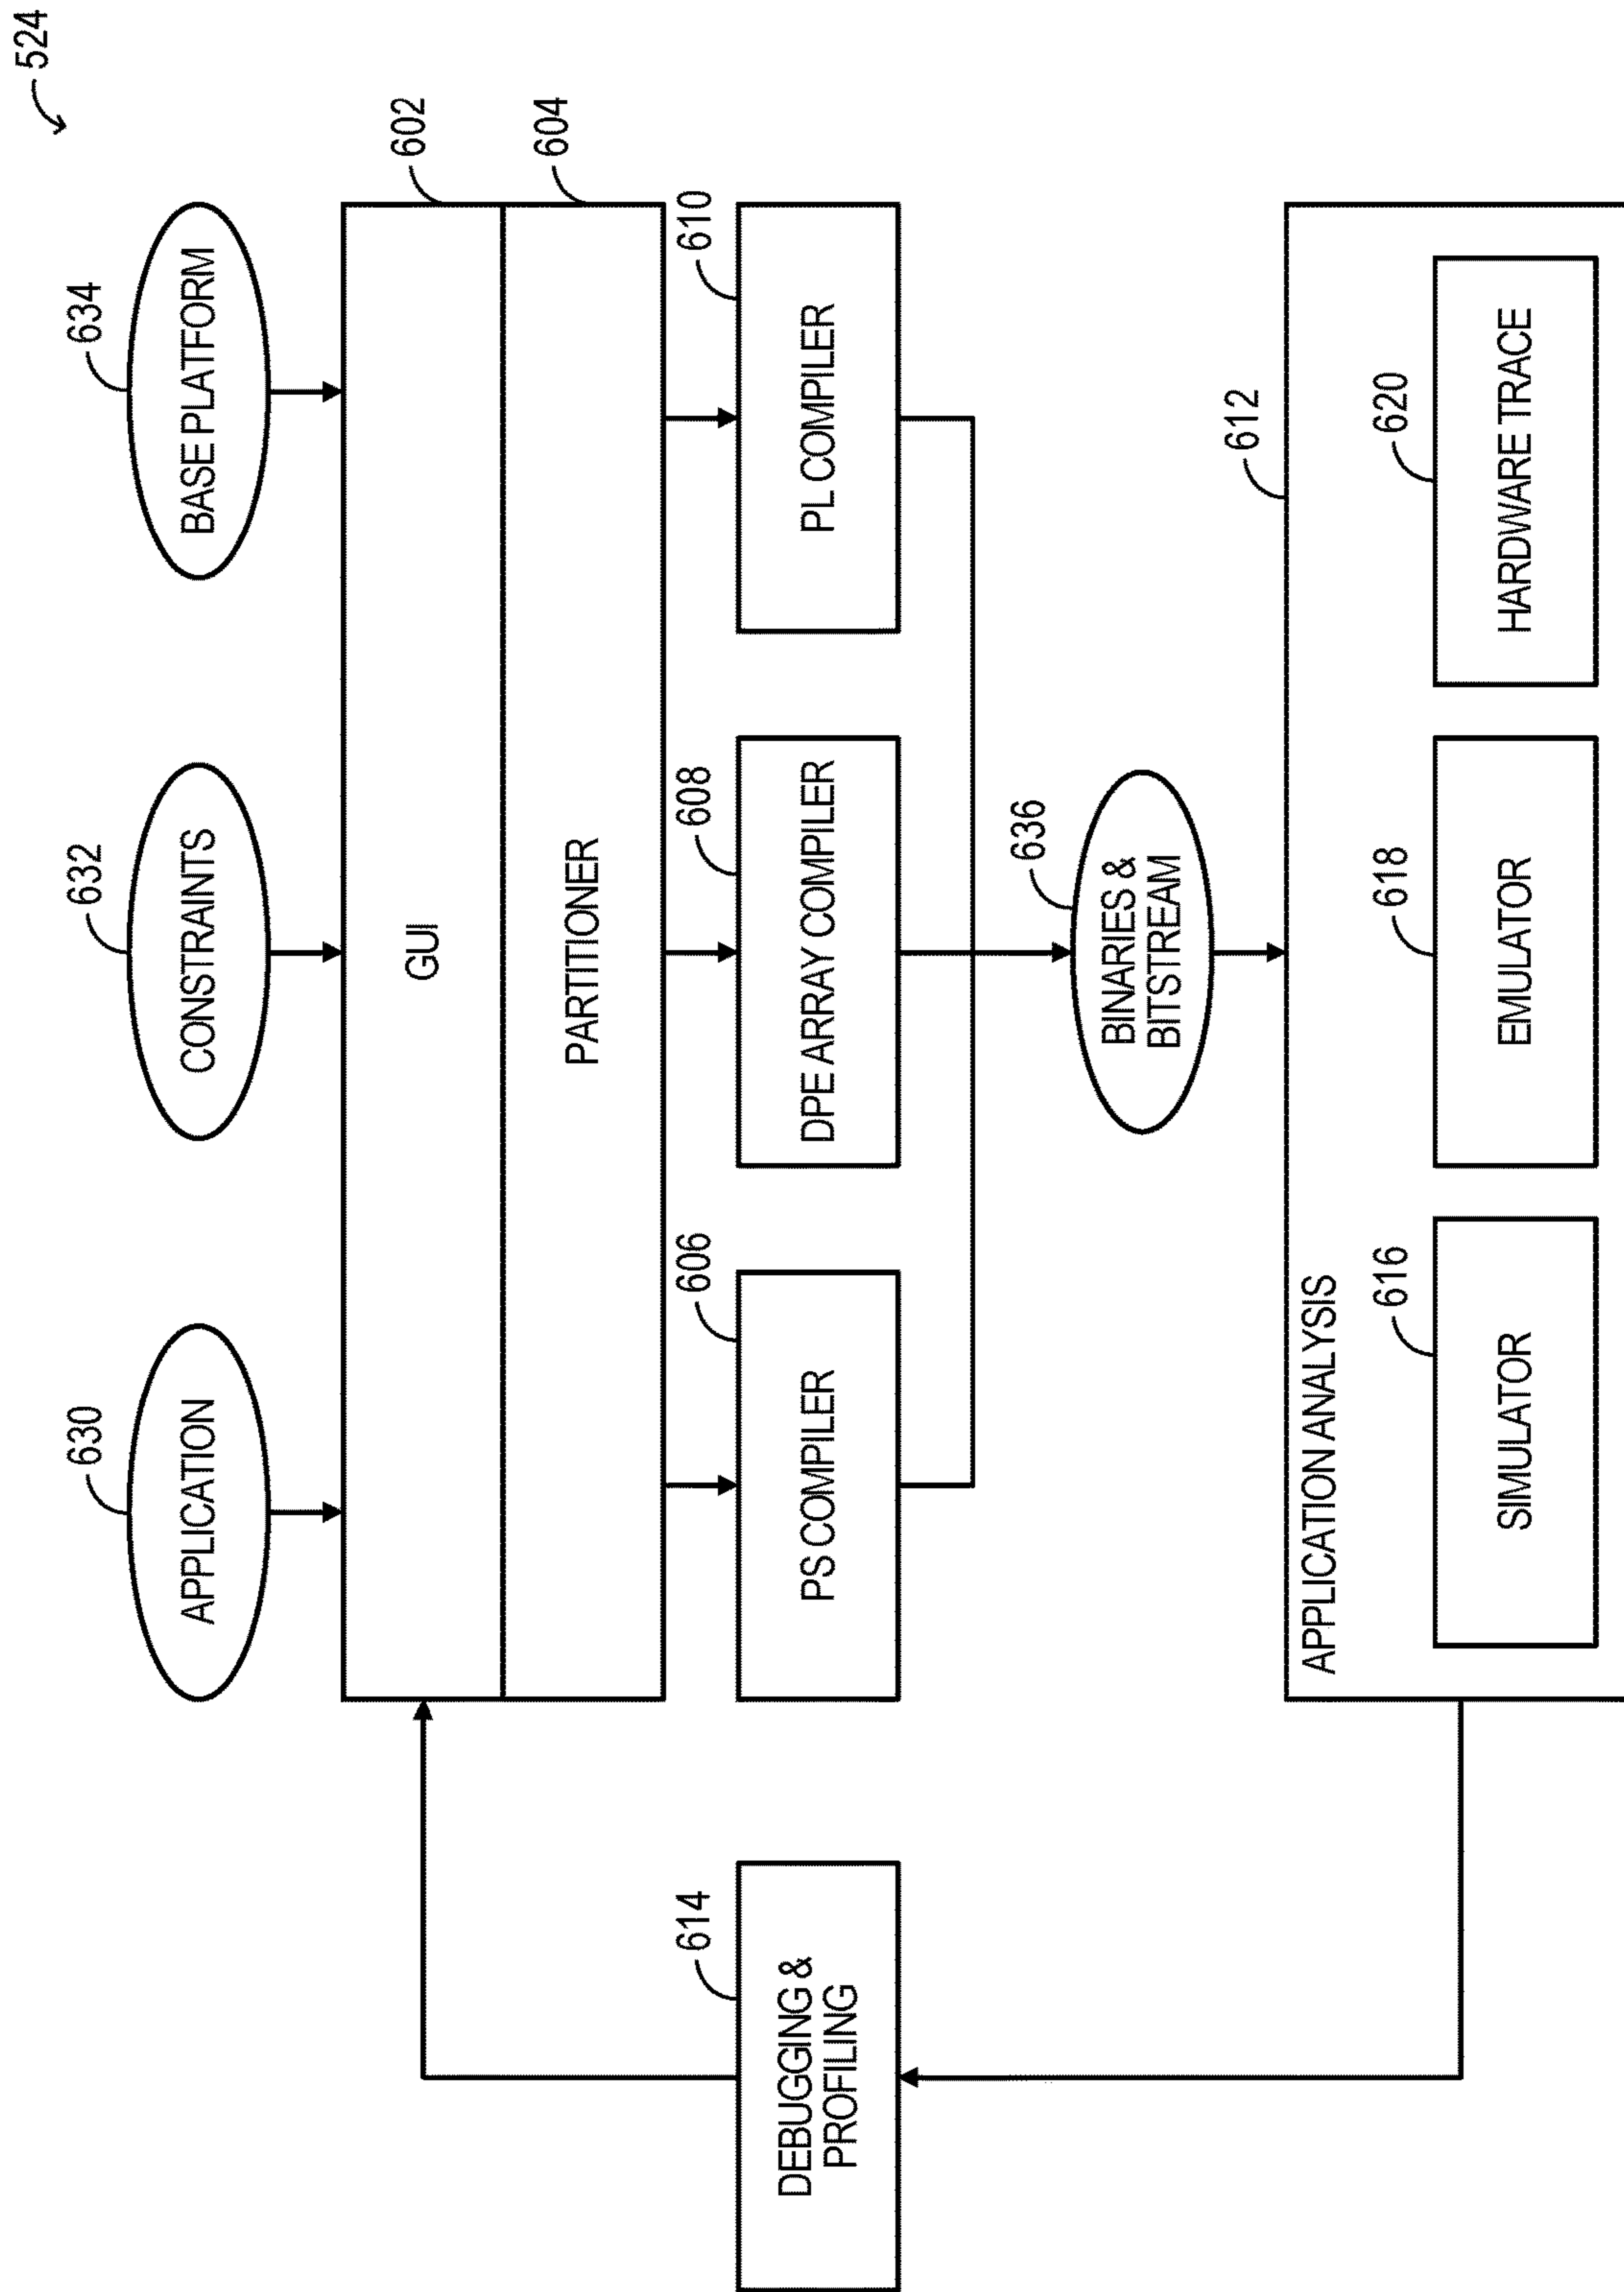 524
630
APPLICATION
632
CONSTRAINTS
634
BASE PLATFORM
GUI
602
PARTITIONER
604
614
DEBUGGING &
PROFILING
606
PS COMPILER
608
DPE ARRAY COMPILER
610
PL COMPILER
636
BINARIES &
BITSTREAM
612
APPLICATION ANALYSIS
616
SIMULATOR
618
EMULATOR
620
HARDWARE TRACE